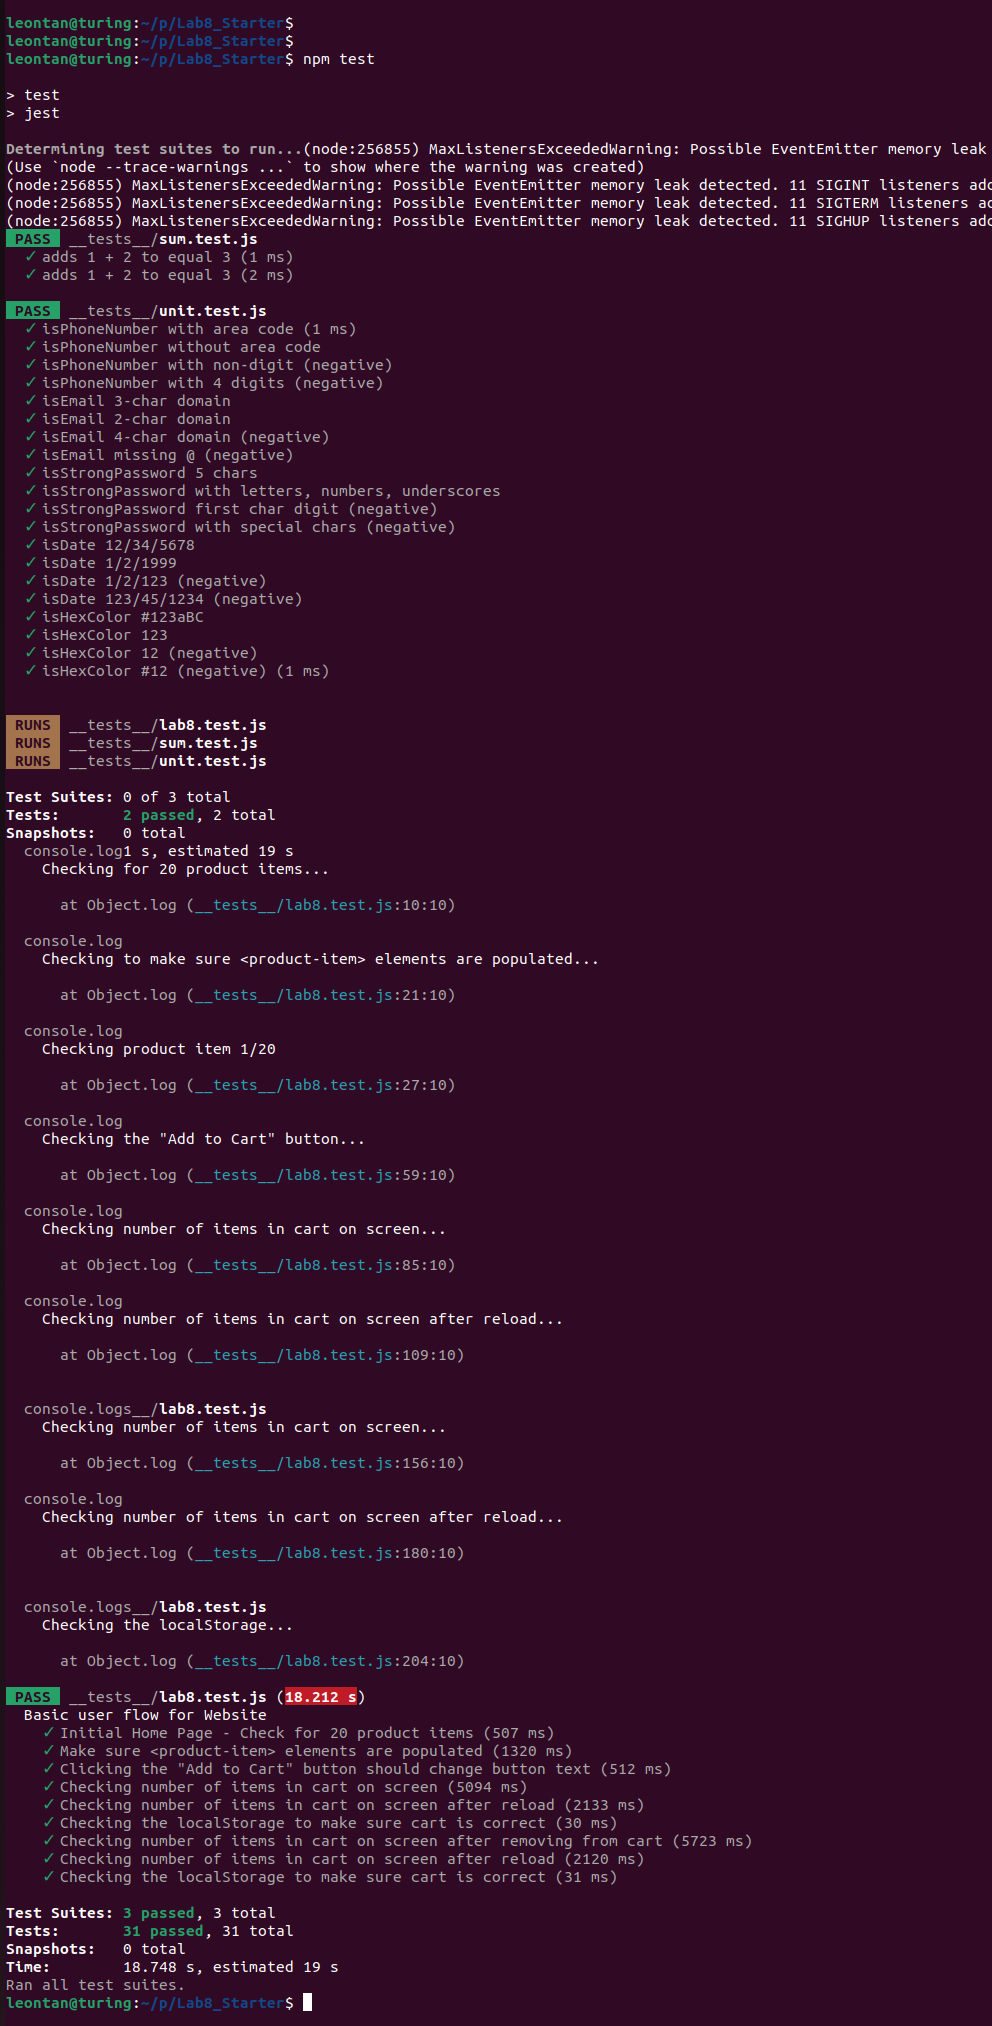 leontan@turing:~/p/Lab8_Starter$
leontan@turing:~/p/Lab8_Starter$
leontan@turing:~/p/Lab8_Starter$ npm test
> test
> jest
Determining test suites to run...(node:256855) MaxListenersExceededWarning: Possible EventEmitter memory leak
(Use `node --trace-warnings ...` to show where the warning was created)
(node:256855) MaxListenersExceededWarning: Possible EventEmitter memory leak detected. 11 SIGINT listeners add
(node:256855) MaxListenersExceededWarning: Possible EventEmitter memory leak detected. 11 SIGTERM listeners ad
(node:256855) MaxListenersExceededWarning: Possible EventEmitter memory leak detected. 11 SIGHUP listeners add
PASS __tests__/sum.test.js
✓ adds 1 + 2 to equal 3 (1 ms)
✓ adds 1 + 2 to equal 3 (2 ms)
PASS __tests__/unit.test.js
✓ isPhoneNumber with area code (1 ms)
✓ isPhoneNumber without area code
✓ isPhoneNumber with non-digit (negative)
✓ isPhoneNumber with 4 digits (negative)
✓ isEmail 3-char domain
✓ isEmail 2-char domain
✓ isEmail 4-char domain (negative)
✓ isEmail missing @ (negative)
✓ isStrongPassword 5 chars
✓ isStrongPassword with letters, numbers, underscores
✓ isStrongPassword first char digit (negative)
✓ isStrongPassword with special chars (negative)
✓ isDate 12/34/5678
✓ isDate 1/2/1999
✓ isDate 1/2/123 (negative)
✓ isDate 123/45/1234 (negative)
✓ isHexColor #123aBC
✓ isHexColor 123
✓ isHexColor 12 (negative)
✓ isHexColor #12 (negative) (1 ms)
RUNS __tests__/lab8.test.js
RUNS __tests__/sum.test.js
RUNS __tests__/unit.test.js
Test Suites: 0 of 3 total
Tests: 2 passed, 2 total
Snapshots: 0 total
console.log1 s, estimated 19 s
Checking for 20 product items...
at Object.log (__tests__/lab8.test.js:10:10)
console.log
Checking to make sure <product-item> elements are populated...
at Object.log (__tests__/lab8.test.js:21:10)
console.log
Checking product item 1/20
at Object.log (__tests__/lab8.test.js:27:10)
console.log
Checking the "Add to Cart" button...
at Object.log (__tests__/lab8.test.js:59:10)
console.log
Checking number of items in cart on screen...
at Object.log (__tests__/lab8.test.js:85:10)
console.log
Checking number of items in cart on screen after reload...
at Object.log (__tests__/lab8.test.js:109:10)
console.logs__/lab8.test.js
Checking number of items in cart on screen...
at Object.log (__tests__/lab8.test.js:156:10)
console.log
Checking number of items in cart on screen after reload...
at Object.log (__tests__/lab8.test.js:180:10)
console.logs__/lab8.test.js
Checking the localStorage...
at Object.log (__tests__/lab8.test.js:204:10)
PASS __tests__/lab8.test.js (18.212 s)
Basic user flow for Website
✓ Initial Home Page - Check for 20 product items (507 ms)
✓ Make sure <product-item> elements are populated (1320 ms)
✓ Clicking the "Add to Cart" button should change button text (512 ms)
✓ Checking number of items in cart on screen (5094 ms)
✓ Checking number of items in cart on screen after reload (2133 ms)
✓ Checking the localStorage to make sure cart is correct (30 ms)
✓ Checking number of items in cart on screen after removing from cart (5723 ms)
✓ Checking number of items in cart on screen after reload (2120 ms)
✓ Checking the localStorage to make sure cart is correct (31 ms)
Test Suites: 3 passed, 3 total
Tests: 31 passed, 31 total
Snapshots: 0 total
Time: 18.748 s, estimated 19 s
Ran all test suites.
leontan@turing:~/p/Lab8_Starter$